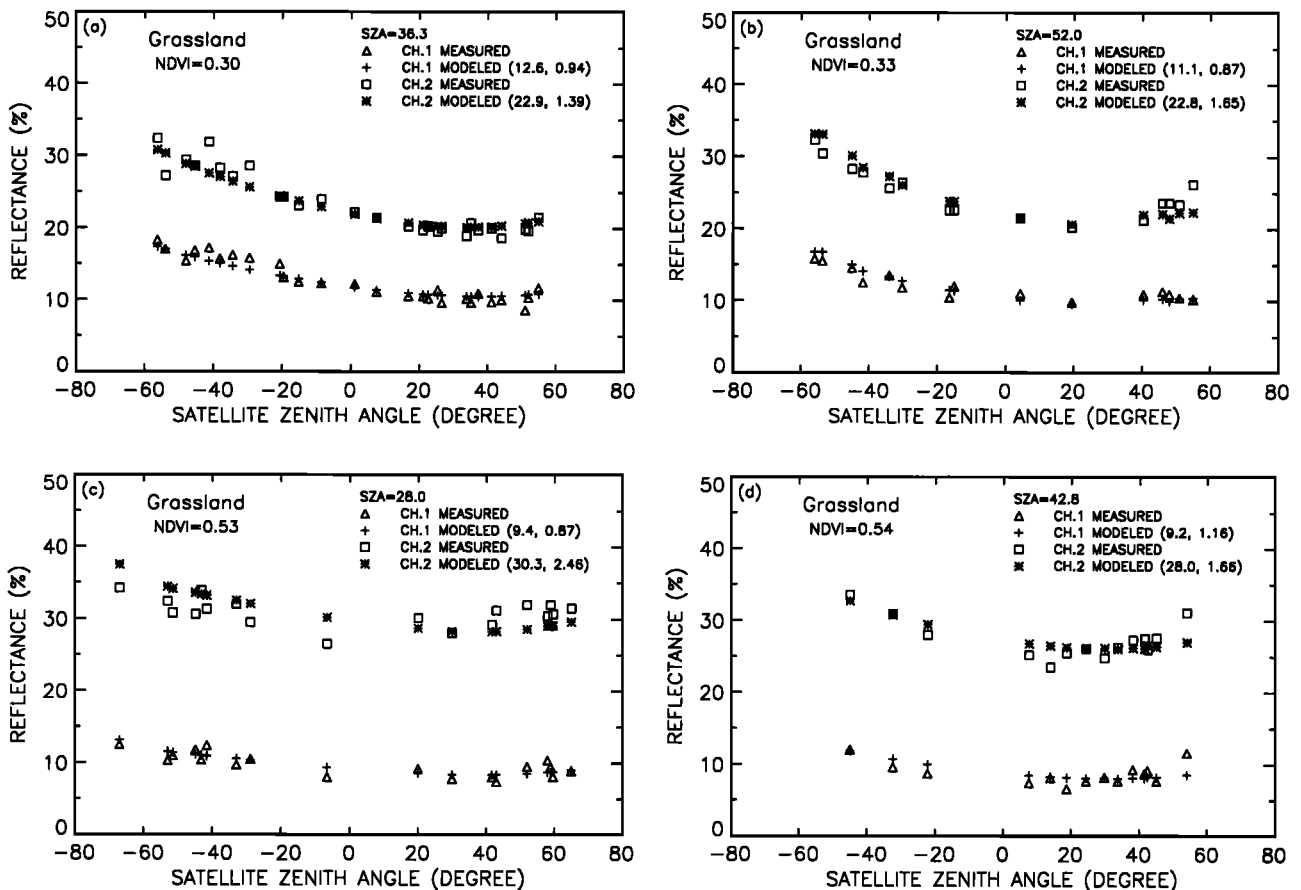 (a)
Grassland
NDVI=0.30
SZA=36.3
CH.1 MEASURED
CH.1 MODELED (12.6, 0.94)
CH.2 MEASURED
CH.2 MODELED (22.9, 1.39)
50
40
30
20
10
0
REFLECTANCE (%)
-80 -60 -40 -20 0 20 40 60 80
SATELLITE ZENITH ANGLE (DEGREE)
(b)
Grassland
NDVI=0.33
SZA=52.0
CH.1 MEASURED
CH.1 MODELED (11.1, 0.87)
CH.2 MEASURED
CH.2 MODELED (22.8, 1.65)
50
40
30
20
10
0
REFLECTANCE (%)
-80 -60 -40 -20 0 20 40 60 80
SATELLITE ZENITH ANGLE (DEGREE)
(c)
Grassland
NDVI=0.53
SZA=28.0
CH.1 MEASURED
CH.1 MODELED (9.4, 0.87)
CH.2 MEASURED
CH.2 MODELED (30.3, 2.46)
50
40
30
20
10
0
REFLECTANCE (%)
-80 -60 -40 -20 0 20 40 60 80
SATELLITE ZENITH ANGLE (DEGREE)
(d)
Grassland
NDVI=0.54
SZA=42.8
CH.1 MEASURED
CH.1 MODELED (9.2, 1.16)
CH.2 MEASURED
CH.2 MODELED (28.0, 1.66)
50
40
30
20
10
0
REFLECTANCE (%)
-80 -60 -40 -20 0 20 40 60 80
SATELLITE ZENITH ANGLE (DEGREE)